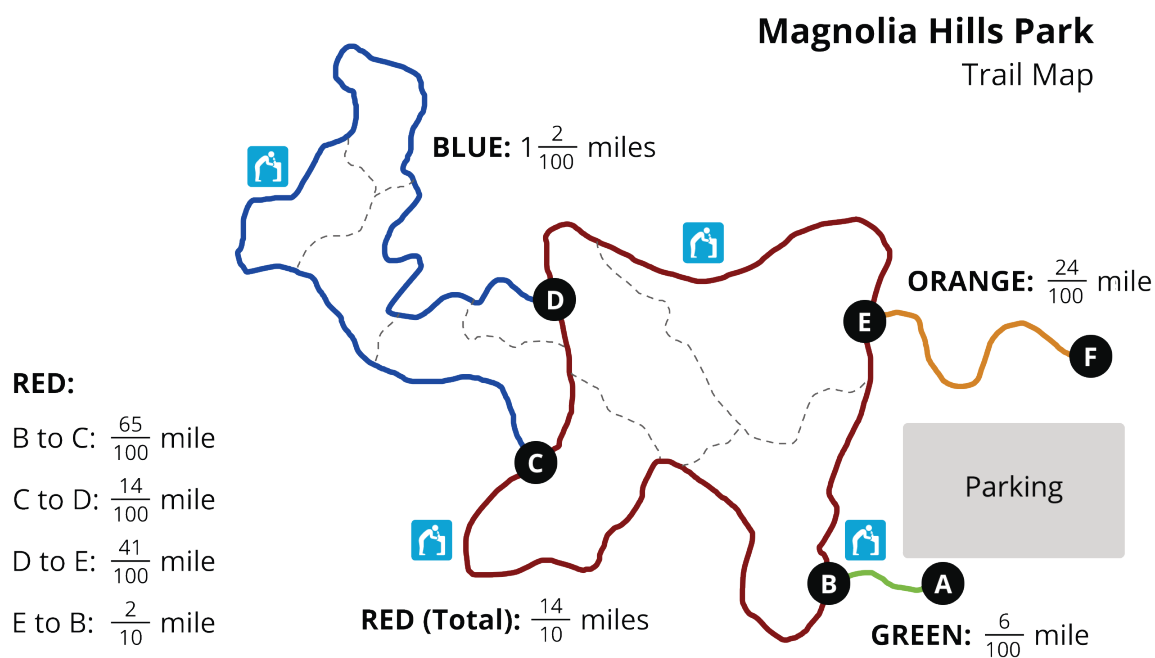 Magnolia Hills Park
Trail Map
BLUE: 1 2/100 miles
D
ORANGE: 24/100 mile
E
F
RED:
B to C: 65/100 mile
C
C to D: 14/100 mile
Parking
D to E: 41/100 mile
B
A
E to B: 2/10 mile
RED (Total): 14/10 miles
GREEN: 6/100 mile